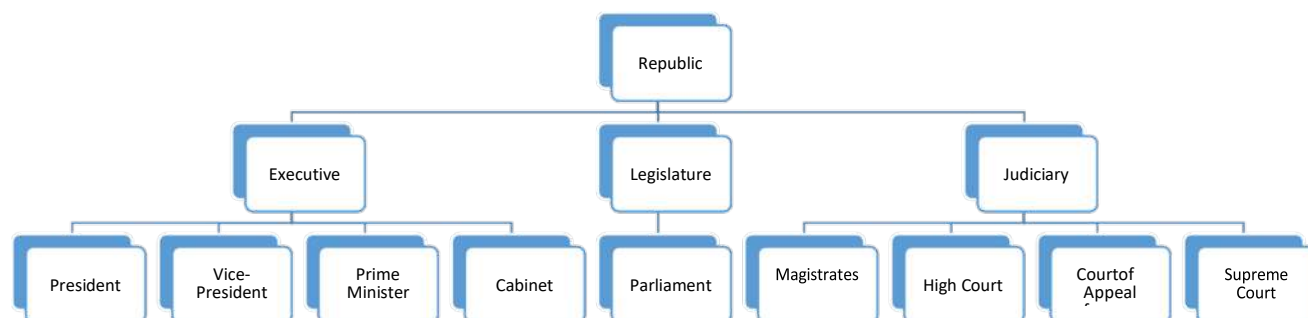 Republic
Executive
Legislature
Judiciary
President
Vice-
President
Prime
Minister
Cabinet
Parliament
Magistrates
High Court
Courtof
Appeal
Supreme
Court